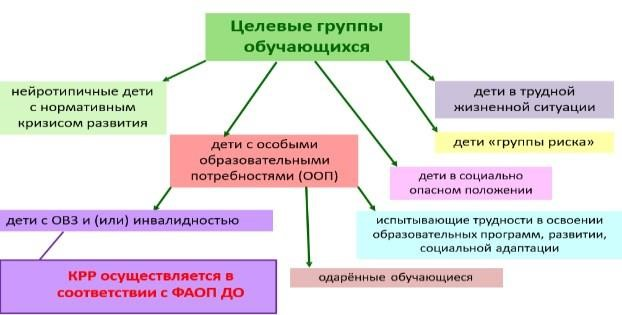 Целевые группы
обучающихся
нейротипичные дети
с нормативным
кризисом развития
дети в трудной
жизненной ситуации
дети «группы риска»
дети с особыми
образовательными
потребностями (ООП)
дети в социально
опасном положении
дети с ОВЗ и (или) инвалидностью
испытывающие трудности в освоении
образовательных программ, развитии,
социальной адаптации
КРР осуществляется в
соответствии с ФАОП ДО
одарённые обучающиеся